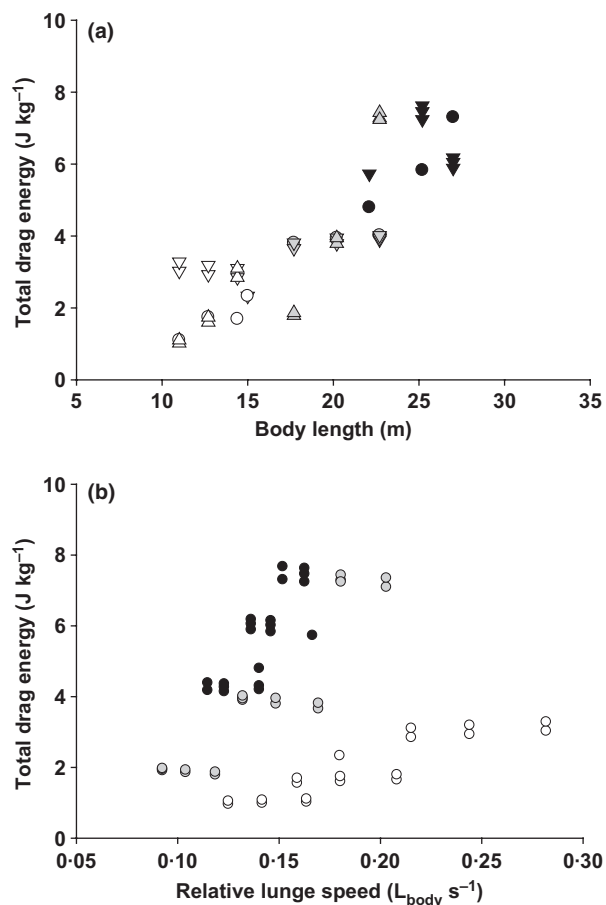 (a)
Total drag energy (J kg⁻¹)
10
8
6
4
2
0
5 10 15 20 25 30 35
Body length (m)
(b)
Total drag energy (J kg⁻¹)
10
8
6
4
2
0
0·05 0·10 0·15 0·20 0·25 0·30
Relative lunge speed (L_body s⁻¹)